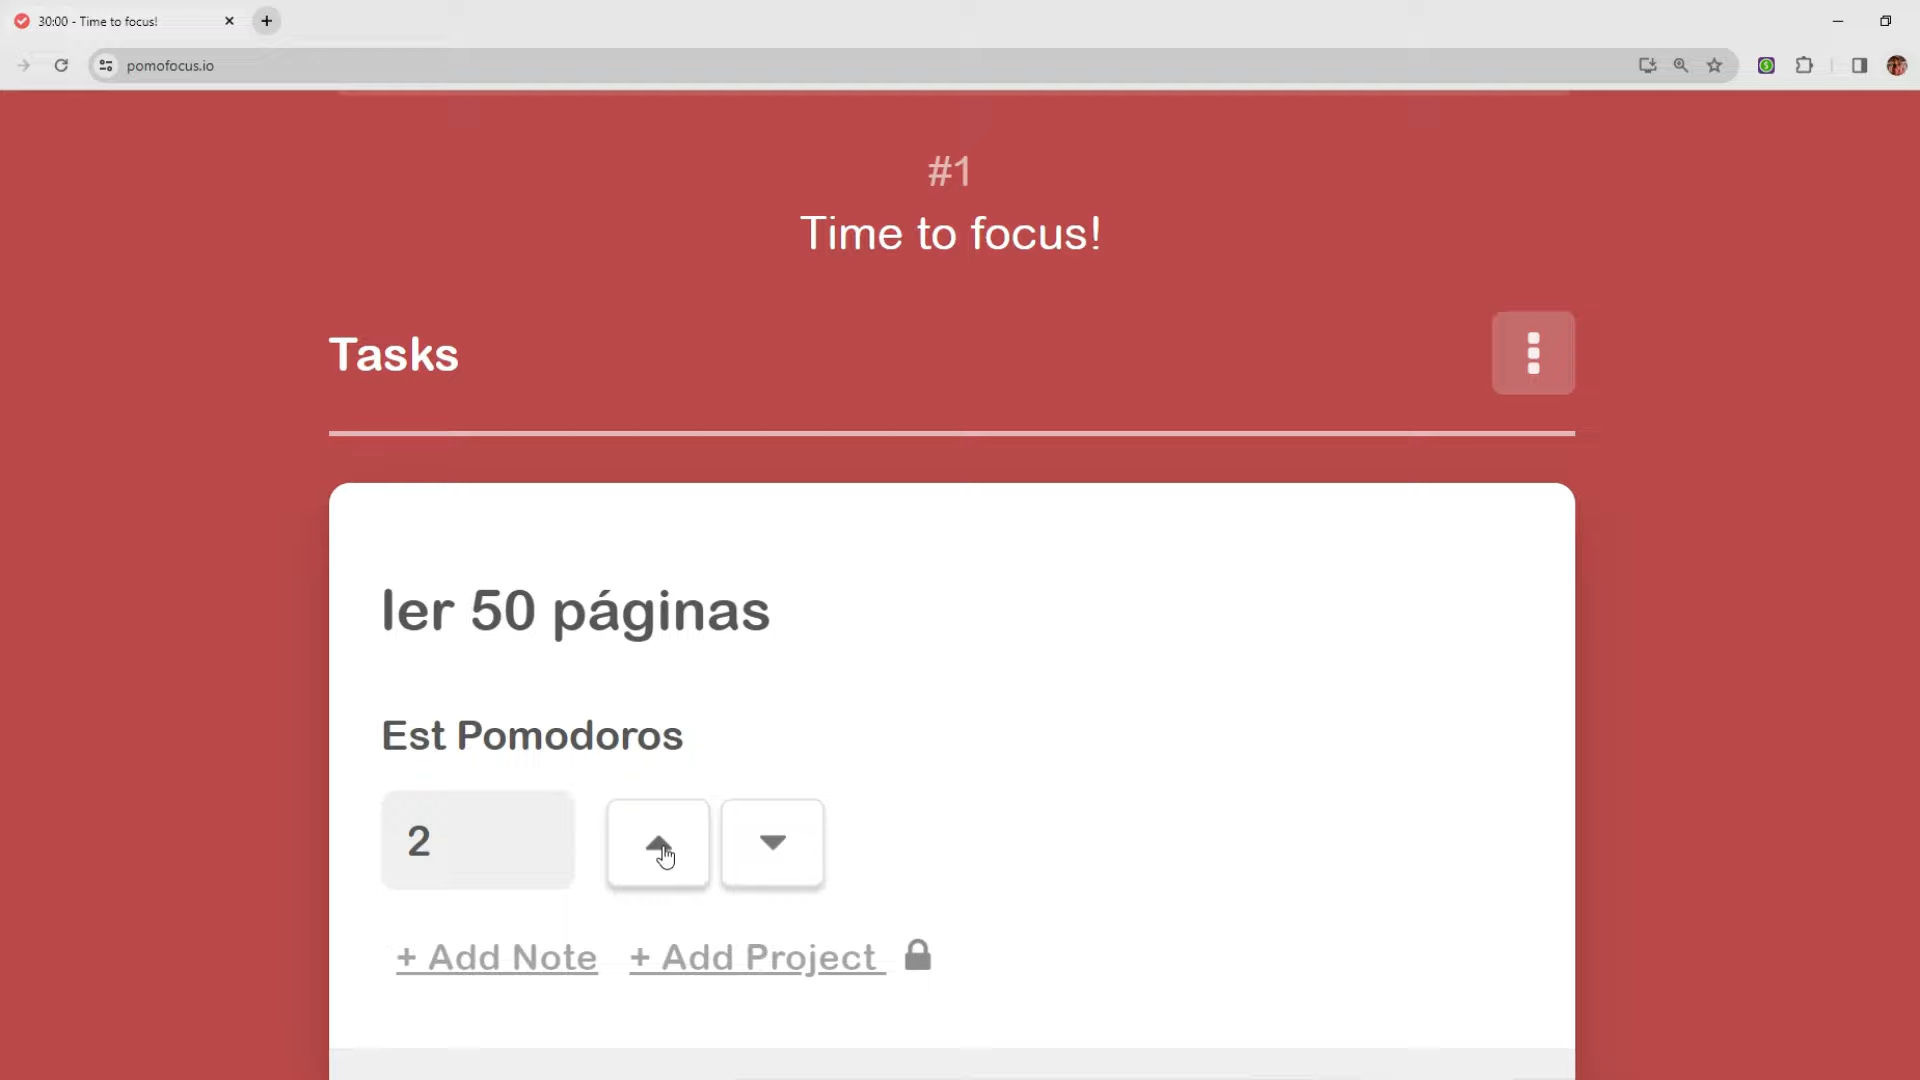 30:00 - Time to focus!
pomofocus.io
#1
Time to focus!
Tasks
ler 50 páginas
Est Pomodoros
2
+ Add Note + Add Project